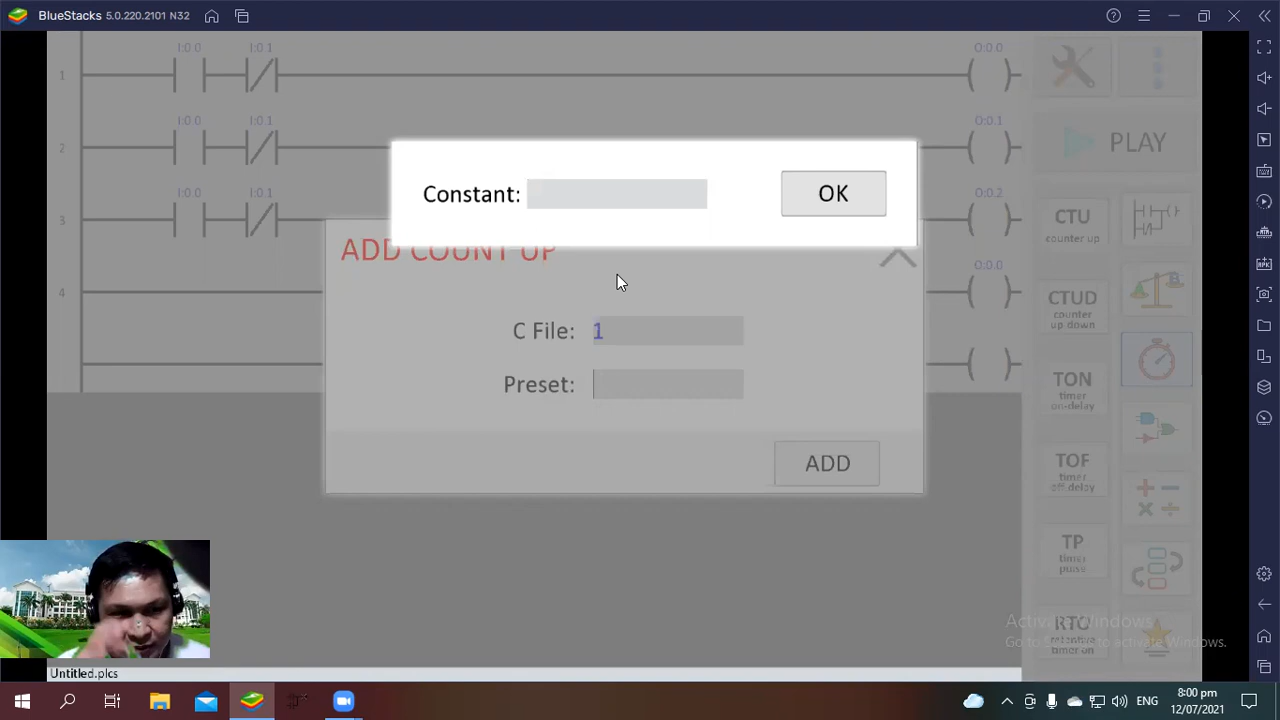 BlueStacks 5.0.220.2101 N32
I:0.0 I:0.1 O:0.0
1
PLAY
I:0.0 I:0.1 O:0.1
2
Constant: OK
I:0.0 I:0.1 O:0.2
3
CTU
counter up
ADD COUNT UP
O:0.0
4
CTUD
counter
up down
C File: 1
Preset:
TON
timer
on-delay
ADD
TOF
timer
off delay
TP
timer
pulse
RTO
retentive
timer on
Activate Windows
Go to Settings to activate Windows.
Untitled.plcs
ENG
8:00 pm
12/07/2021